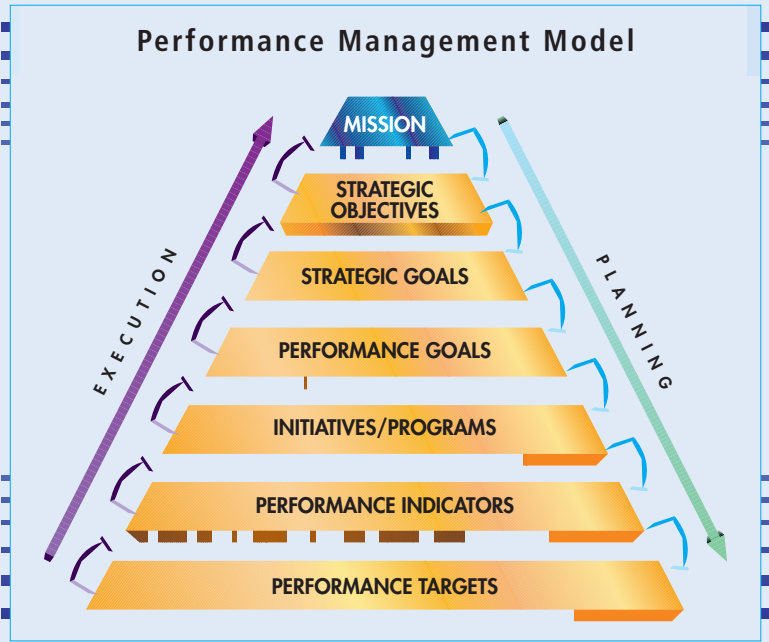 Performance Management Model
MISSION
STRATEGIC
OBJECTIVES
STRATEGIC GOALS
PERFORMANCE GOALS
INITIATIVES/PROGRAMS
PERFORMANCE INDICATORS
PERFORMANCE TARGETS
EXECUTION
PLANNING